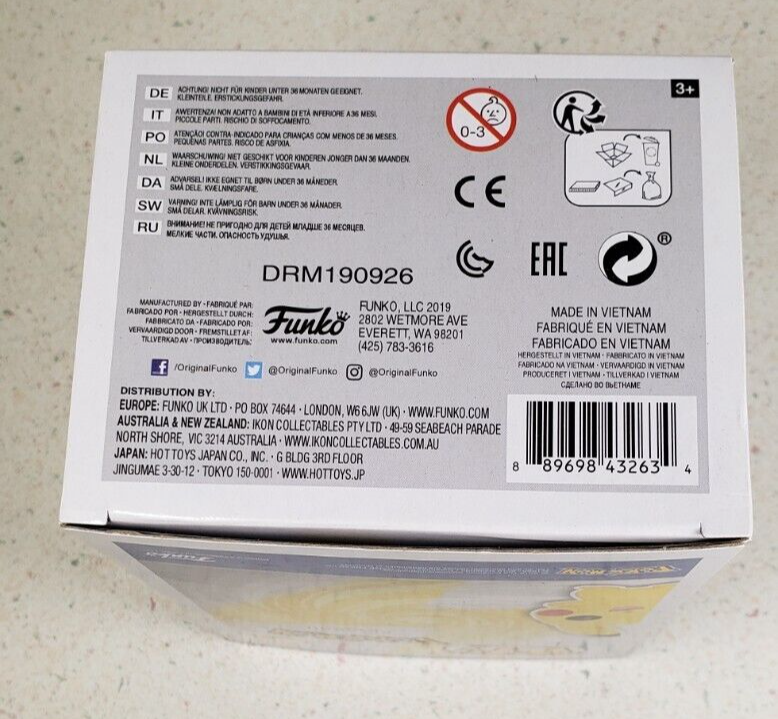 3+
DE ACHTUNG! NICHT FÜR KINDER UNTER 36 MONATEN GEEIGNET.
KLEINTEILE. ERSTICKUNGSGEFAHR.
IT AVVERTENZA! NON ADATTO A BAMBINI DI ETÀ INFERIORE A 36 MESI.
PICCOLE PARTI. RISCHIO DI SOFFOCAMENTO.
PO ATENÇÃO! CONTRA-INDICADO PARA CRIANÇAS COM MENOS DE 36 MESES.
PEQUENAS PARTES. RISCO DE ASFIXIA.
NL WAARSCHUWING! NIET GESCHIKT VOOR KINDEREN JONGER DAN 36 MAANDEN.
KLEINE ONDERDELEN. VERSTIKKINGSGEVAAR.
DA ADVARSEL! IKKE EGNET TIL BØRN UNDER 36 MÅNEDER.
SMÅ DELE. KVÆLNINGSFARE.
SW VARNING! INTE LÄMPLIG FÖR BARN UNDER 36 MÅNADER.
SMÅ DELAR. KVÄVNINGSRISK.
RU ВНИМАНИЕ! НЕ ПРИГОДНО ДЛЯ ДЕТЕЙ МЛАДШЕ 36 МЕСЯЦЕВ.
МЕЛКИЕ ЧАСТИ. ОПАСНОСТЬ УДУШЬЯ.
0-3
CE
EAC
®
DRM190926
MANUFACTURED BY • FABRIQUÉ PAR:
FABRICADO POR • HERGESTELLT DURCH:
FABBRICATO DA • FABRICADO POR:
VERVAARDIGD DOOR • FREMSTILLET AF:
TILLVERKAD AV • ПРОИЗВОДИТЕЛЬ:
Funko
www.funko.com
FUNKO, LLC 2019
2802 WETMORE AVE
EVERETT, WA 98201
(425) 783-3616
/OriginalFunko @OriginalFunko @OriginalFunko
MADE IN VIETNAM
FABRIQUÉ EN VIETNAM
FABRICADO EN VIETNAM
HERGESTELLT IN VIETNAM • FABBRICATO IN VIETNAM
FABRICADO NA VIETNAM • VERVAARDIGD IN VIETNAM
PRODUCERET I VIETNAM • TILLVERKAD I VIETNAM
СДЕЛАНО ВО ВЬЕТНАМЕ
DISTRIBUTION BY:
EUROPE: FUNKO UK LTD • PO BOX 74644 • LONDON, W6 6JW (UK) • WWW.FUNKO.COM
AUSTRALIA & NEW ZEALAND: IKON COLLECTABLES PTY LTD • 49-59 SEABEACH PARADE
NORTH SHORE, VIC 3214 AUSTRALIA • WWW.IKONCOLLECTABLES.COM.AU
JAPAN: HOT TOYS JAPAN CO., INC. • G BLDG 3RD FLOOR
JINGUMAE 3-30-12 • TOKYO 150-0001 • WWW.HOTTOYS.JP
8 89698 43263 4
Funko